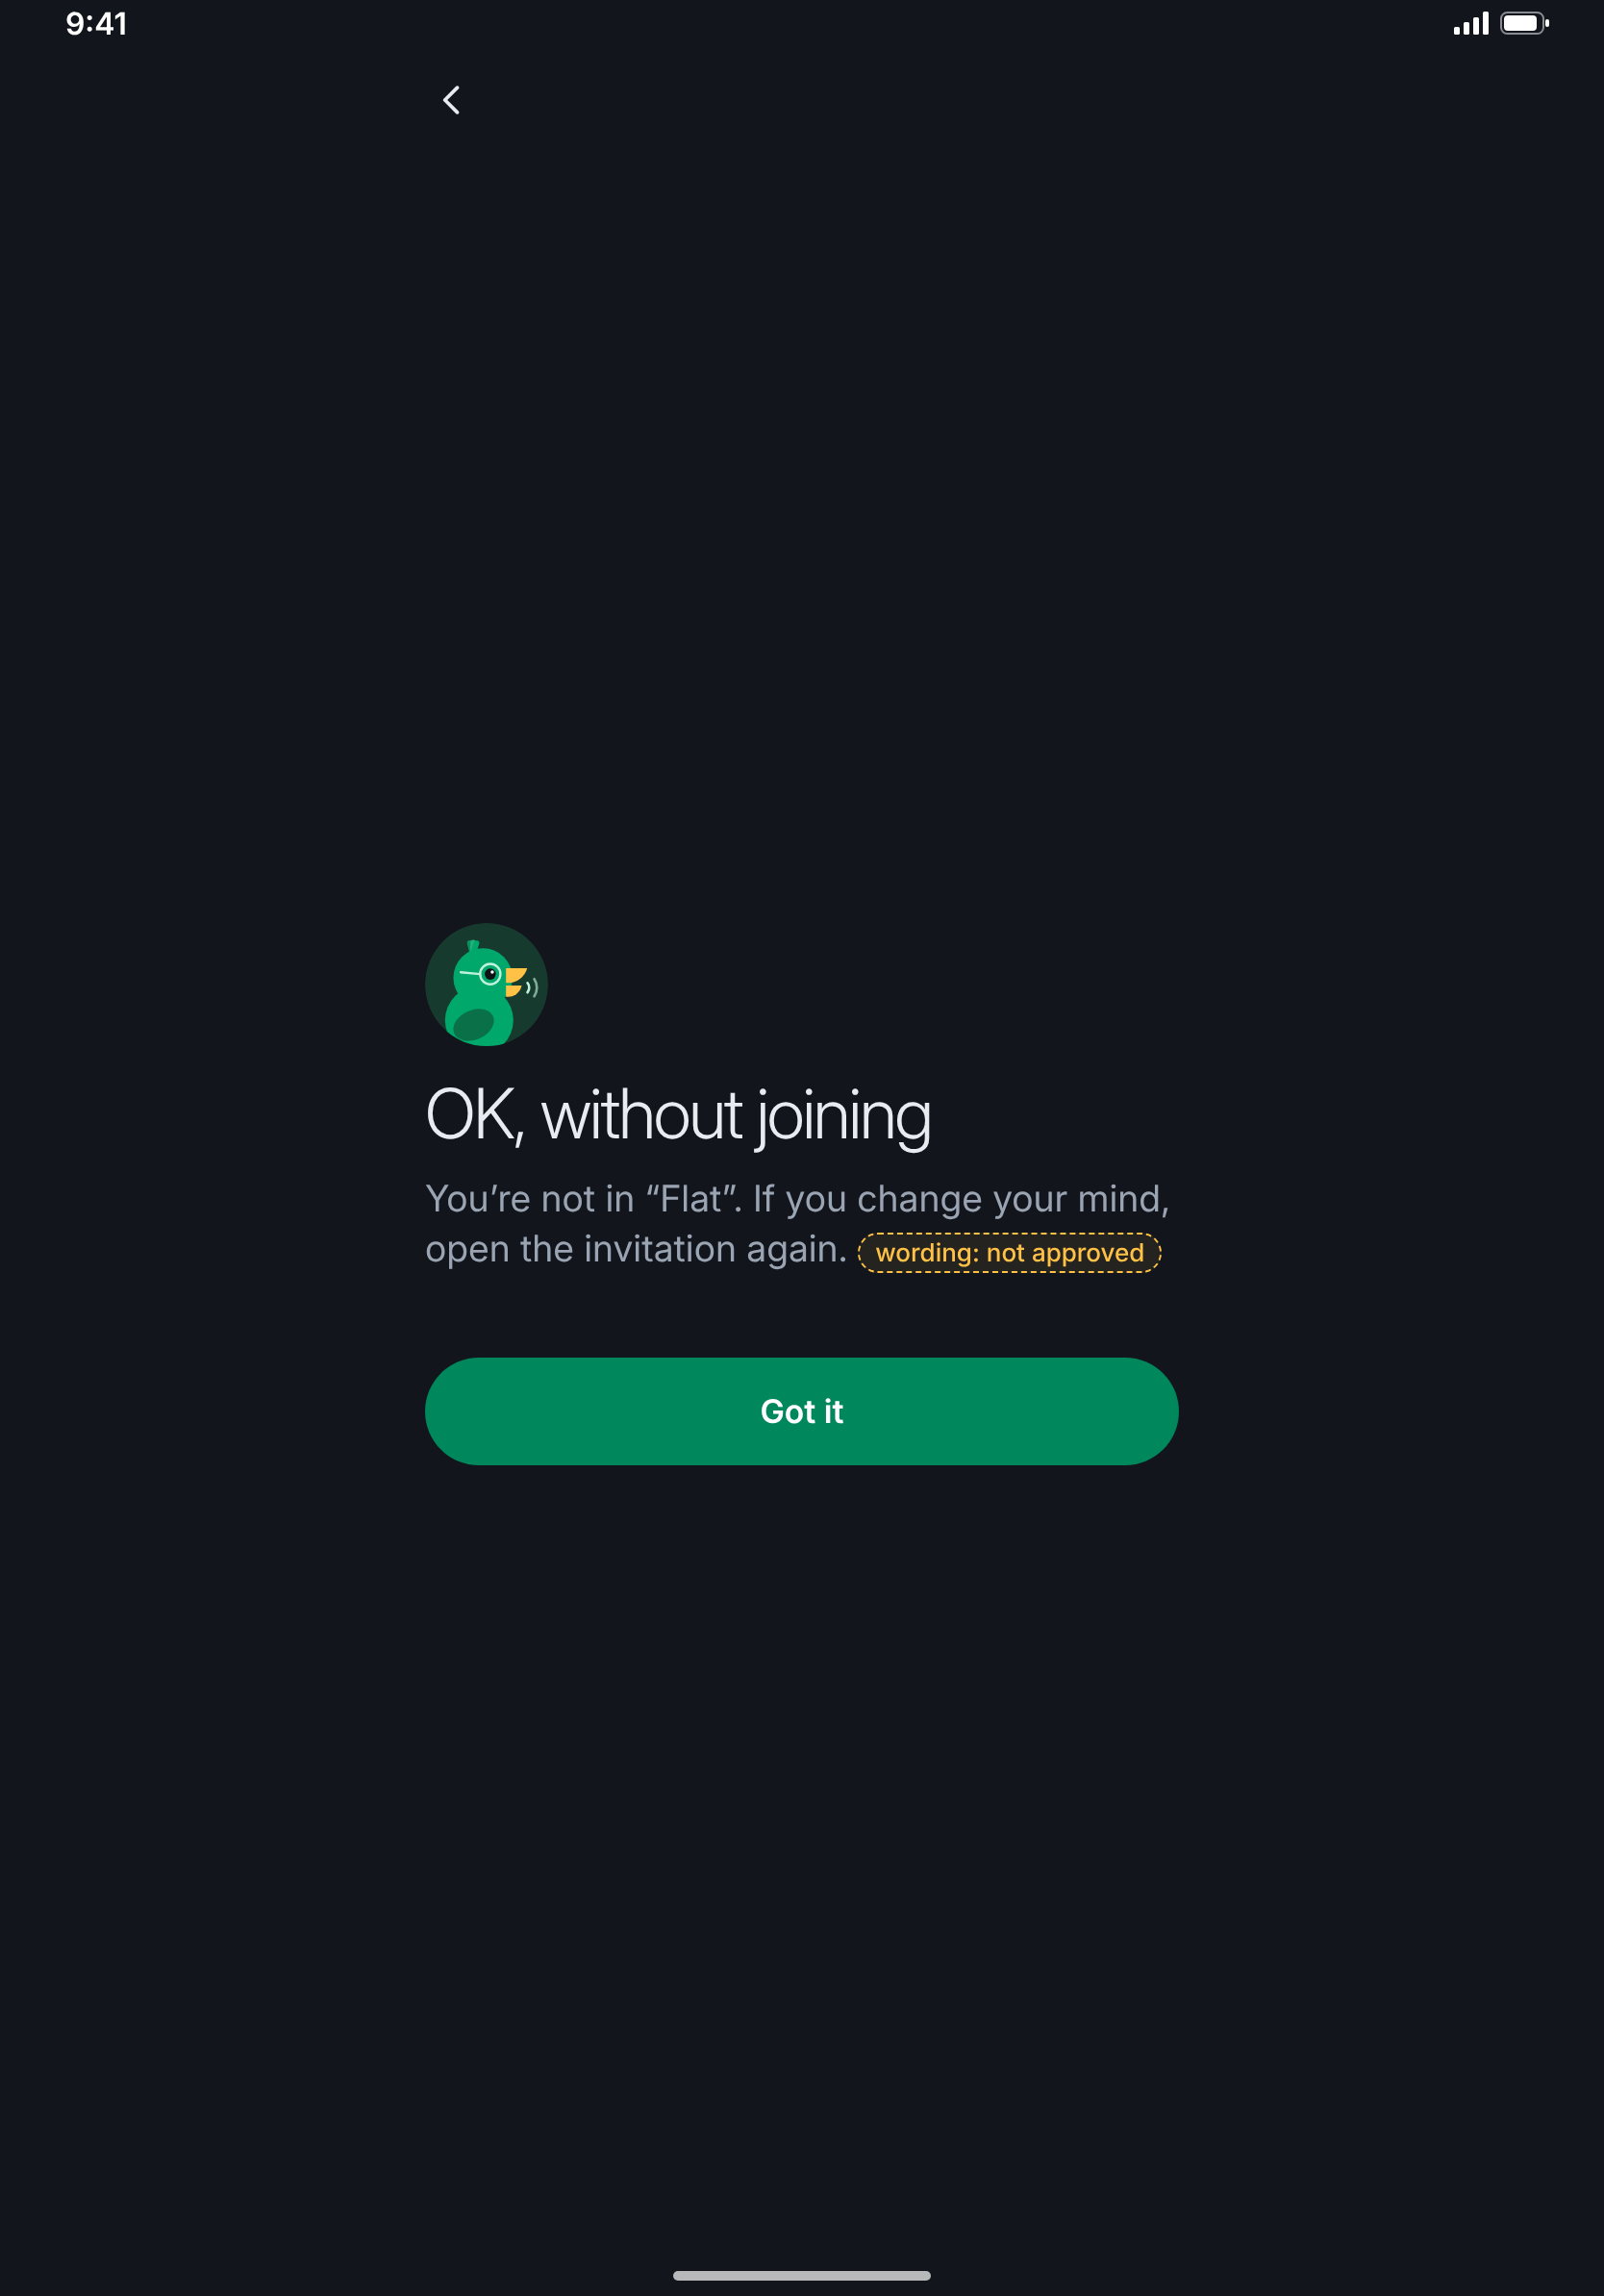 9:41
OK, without joining
You’re not in “Flat”. If you change your mind,
open the invitation again. wording: not approved
Got it